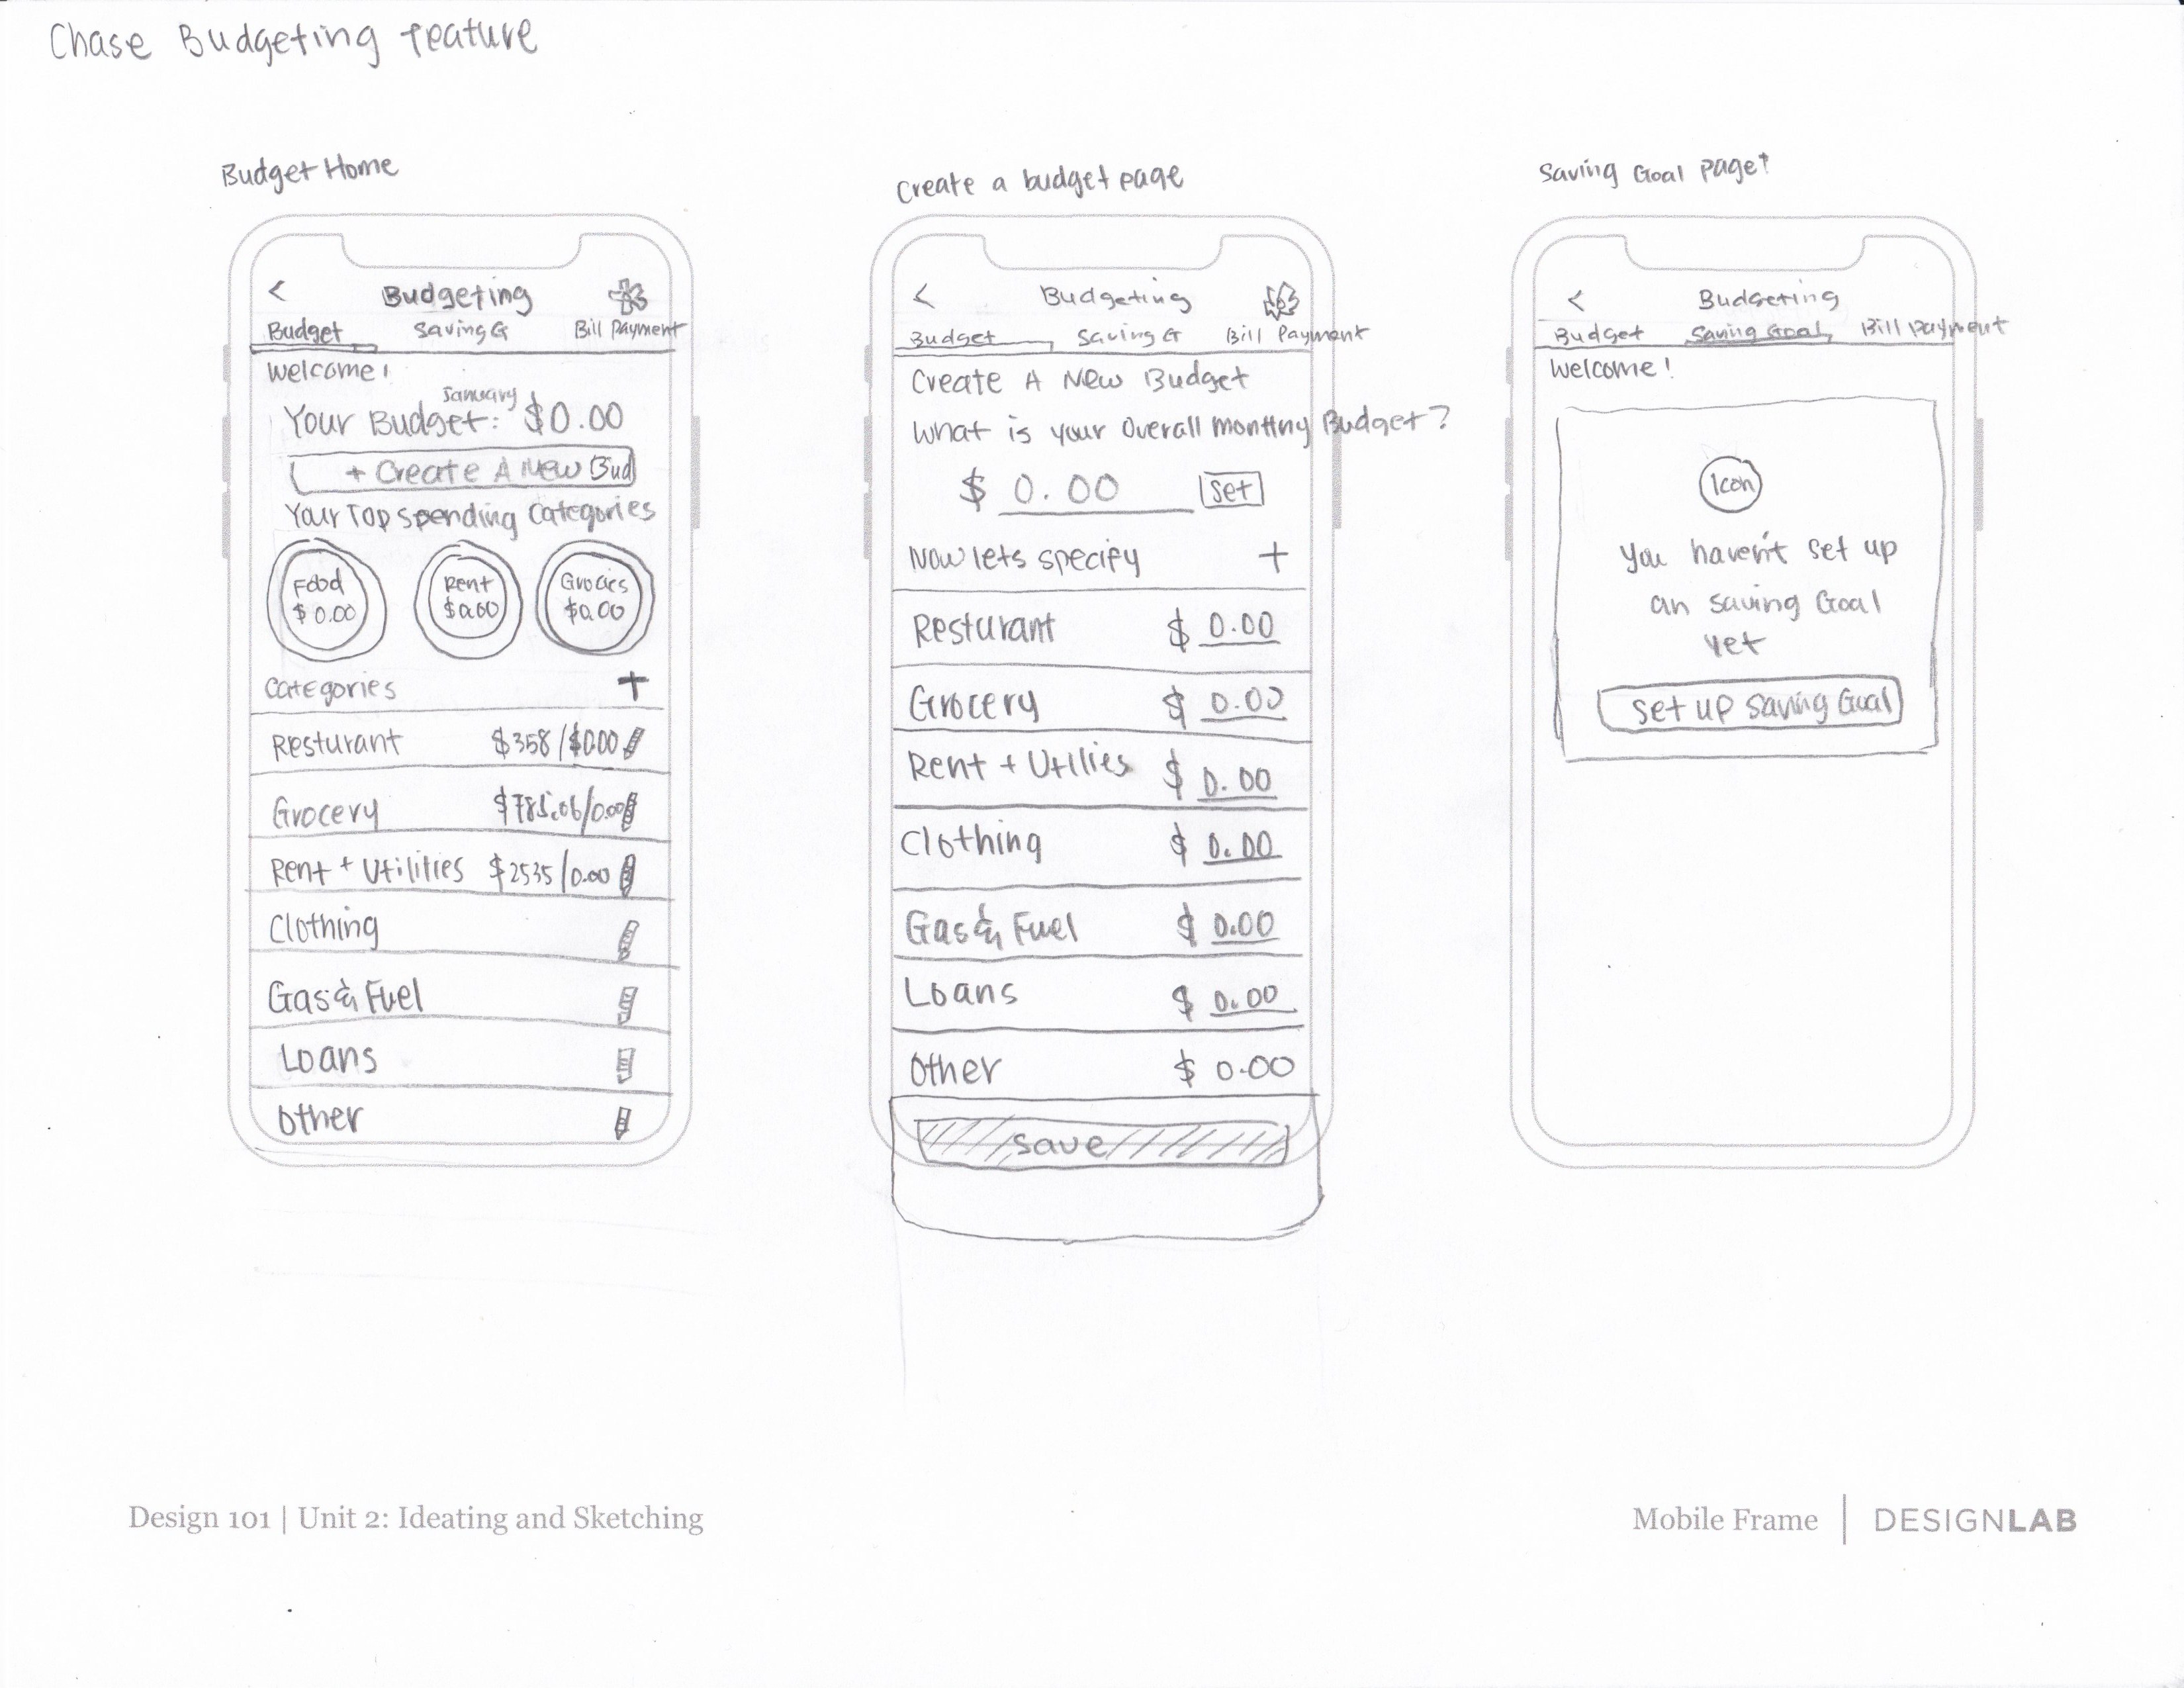 Chase Budgeting feature
Budget Home
< Budgeting
Budget Saving G Bill Payment
Welcome!
January
Your Budget: $0.00
+ Create A New Bud
Your Top spending Categories
Food $0.00
Rent $0.00
Grocies $0.00
Categories +
Resturant $358/$0.00
Grocery $785.06/0.00
Rent + Utilities $2535/0.00
Clothing
Gas & Fuel
Loans
Other
Create a budget page
< Budgeting
Budget Saving G Bill Payment
Create A New Budget
What is your Overall monthly Budget?
$ 0.00 Set
Now lets specify +
Resturant $ 0.00
Grocery $ 0.00
Rent + Utilies $ 0.00
Clothing $ 0.00
Gas & Fuel $ 0.00
Loans $ 0.00
Other $ 0.00
Save
Saving Goal page
< Budgeting
Budget Saving Goal Bill Payment
Welcome!
Icon
You haven't set up
an saving Goal
yet
Set up Saving Goal
Design 101 | Unit 2: Ideating and Sketching
Mobile Frame | DESIGNLAB